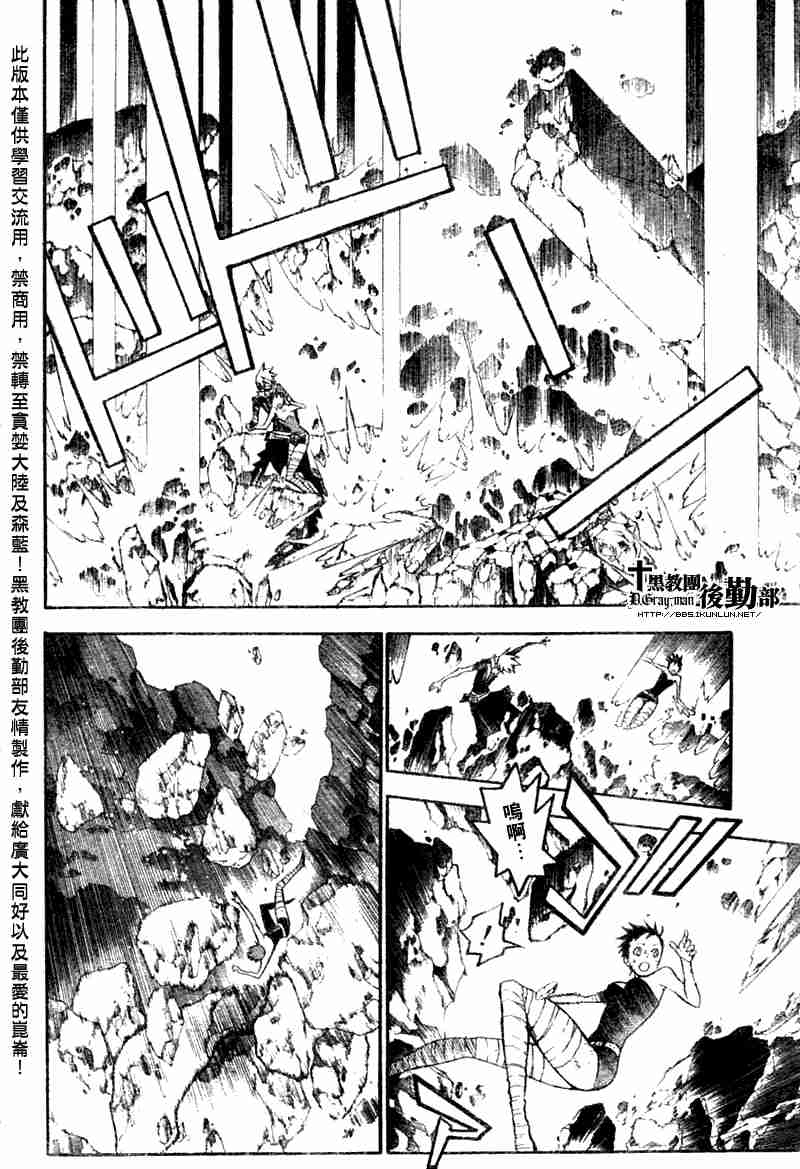 此版本僅供學習交流用，禁商用，禁轉至貪婪大陸及森藍！黑教團後勤部友情製作，獻給廣大同好以及最愛的崑崙！
黑教團
D.Gray-man 後勤部
HTTP://BBS.IKUNLUN.NET/
嗚啊…
！